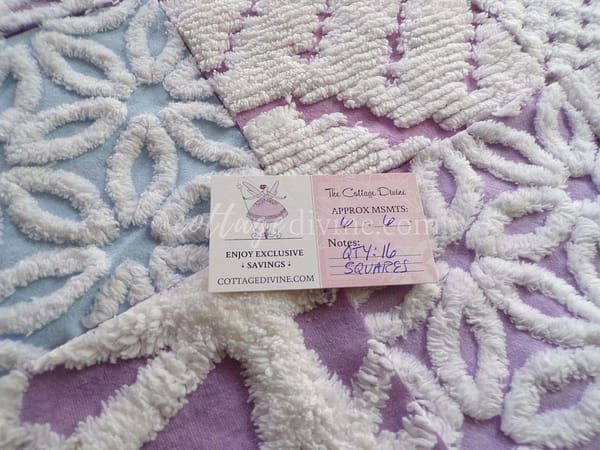 The Cottage Divine
APPROX MSMTS:
6 6
Notes:
QTY: 16
SQUARES
ENJOY EXCLUSIVE
• SAVINGS •
COTTAGEDIVINE.COM
cottagedivine.com